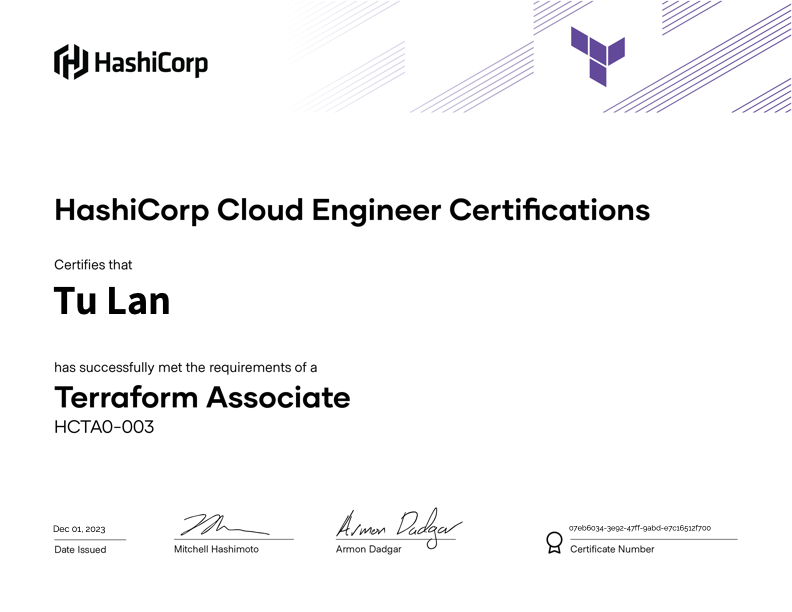 HashiCorp
HashiCorp Cloud Engineer Certifications
Certifies that
Tu Lan
has successfully met the requirements of a
Terraform Associate
HCTA0-003
Dec 01, 2023
Date Issued
Mitchell Hashimoto
Armon Dadgar
Armon Dadgar
07eb6034-3e92-47ff-9abd-e7c16512f700
Certificate Number